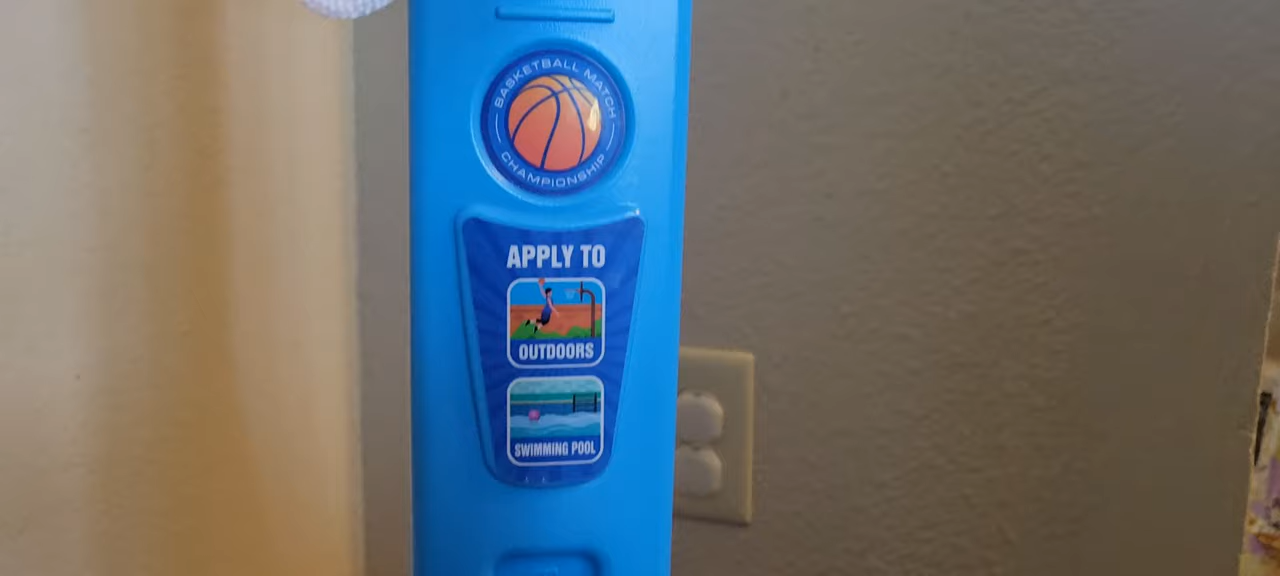 BASKETBALL MATCH
CHAMPIONSHIP
APPLY TO
OUTDOORS
SWIMMING POOL